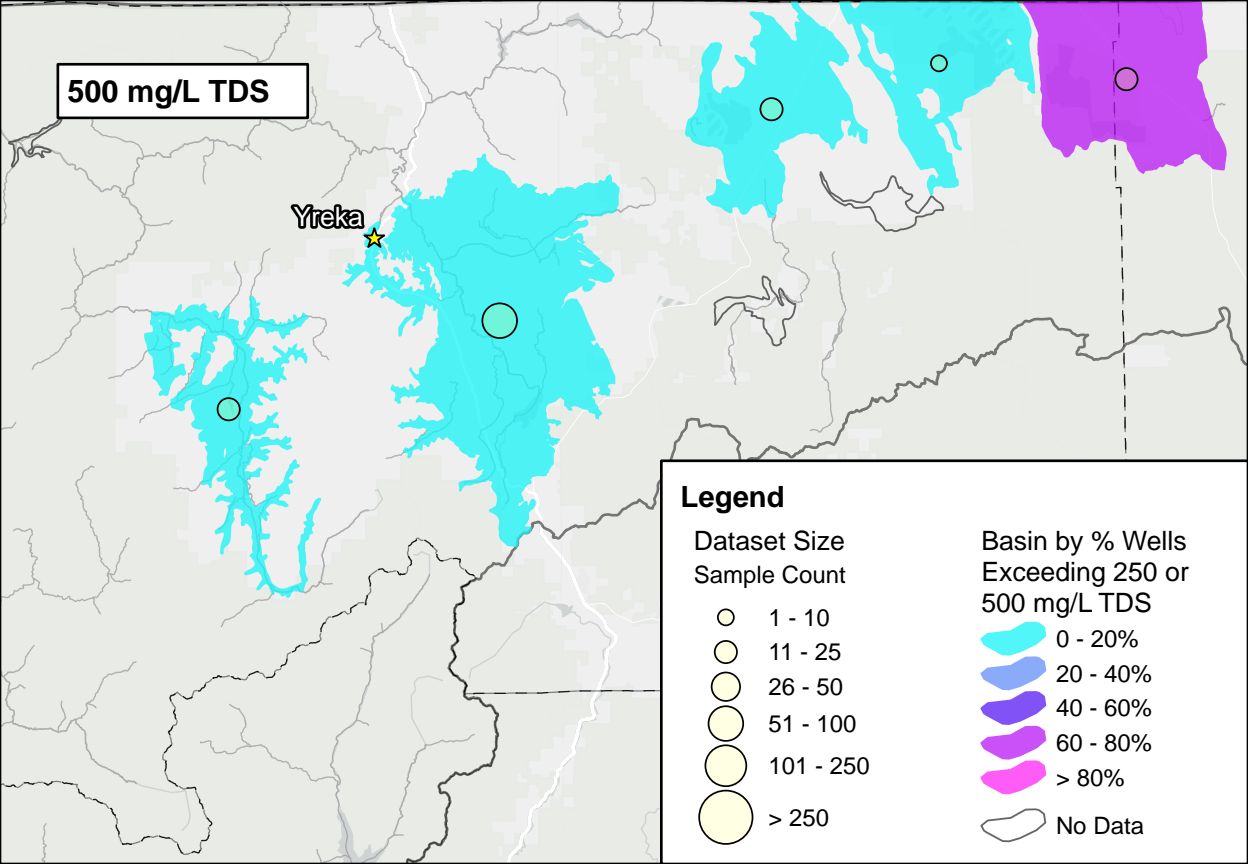 500 mg/L TDS
Yreka
Legend
Dataset Size
Sample Count
1 - 10
11 - 25
26 - 50
51 - 100
101 - 250
> 250
Basin by % Wells
Exceeding 250 or
500 mg/L TDS
0 - 20%
20 - 40%
40 - 60%
60 - 80%
> 80%
No Data